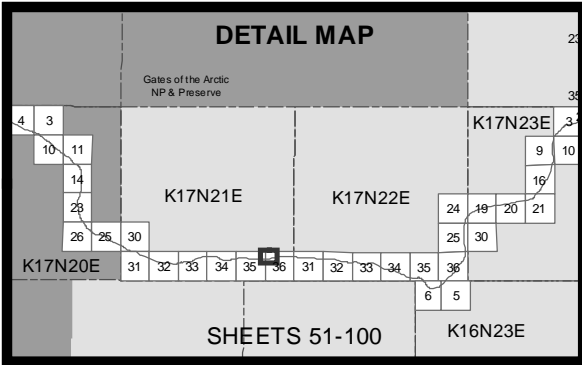 DETAIL MAP
23
Gates of the Arctic
NP & Preserve
35
4 3
K17N23E 3
10 11
9 10
14
16
K17N21E K17N22E
23
24 19 20 21
26 25 30
25 30
K17N20E
31 32 33 34 35 36 31 32 33 34 35 36
6 5
SHEETS 51-100
K16N23E